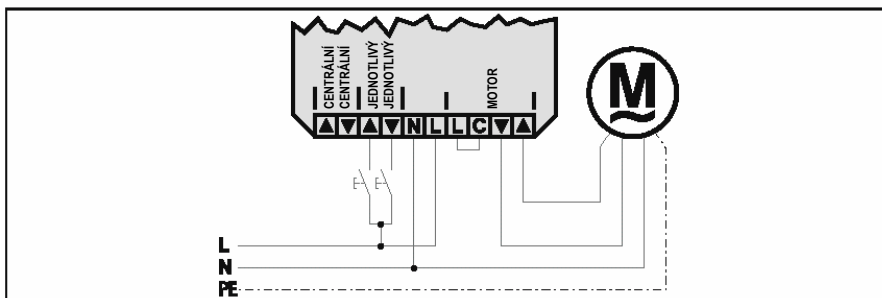 CENTRÁLNÍ
CENTRÁLNÍ
JEDNOTLIVÝ
JEDNOTLIVÝ
MOTOR
▲▼▲▼NLLC▼▲
M
L
N
PE